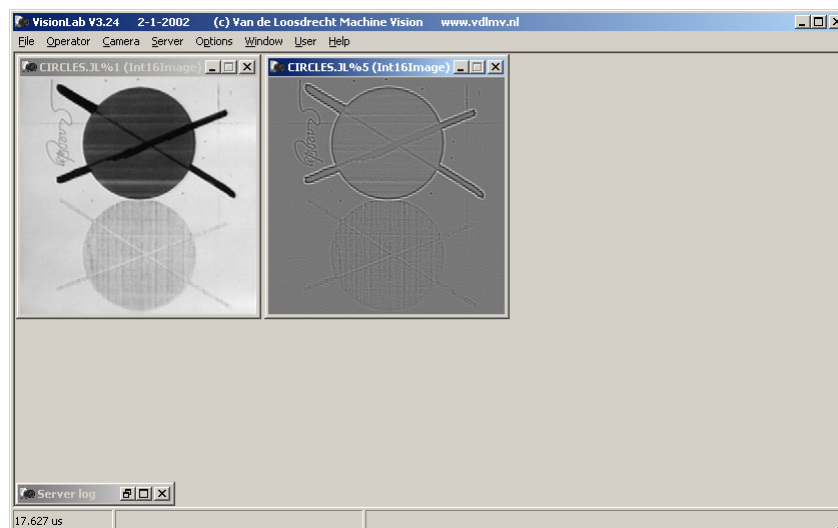 VisionLab V3.24 2-1-2002 (c) Van de Loosdrecht Machine Vision www.vdlmv.nl
File Operator Camera Server Options Window User Help
CIRCLES.JL%1 (Int16Image)
CIRCLES.JL%5 (Int16Image)
Server log
17.627 us